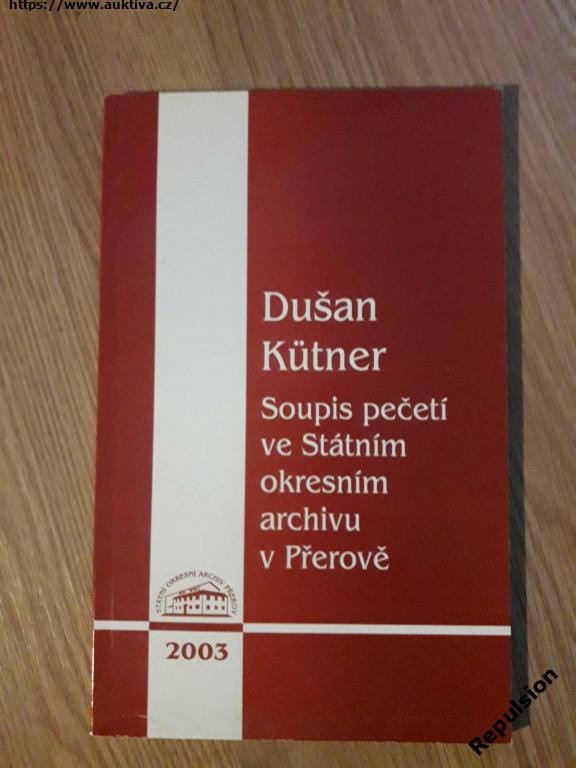 https://www.auktiva.cz/
Dušan
Kütner
Soupis pečetí
ve Státním
okresním
archivu
v Přerově
STÁTNÍ OKRESNÍ ARCHIV PŘEROV
2003
Repulsion